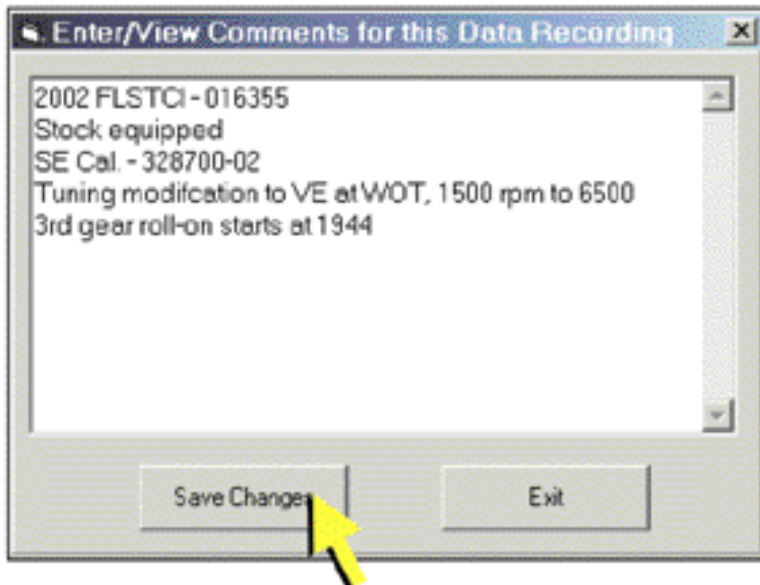 Enter/View Comments for this Data Recording
2002 FLSTCI - 016355
Stock equipped
SE Cal. - 328700-02
Tuning modifcation to VE at WOT, 1500 rpm to 6500
3rd gear roll-on starts at 1944
Save Changes
Exit